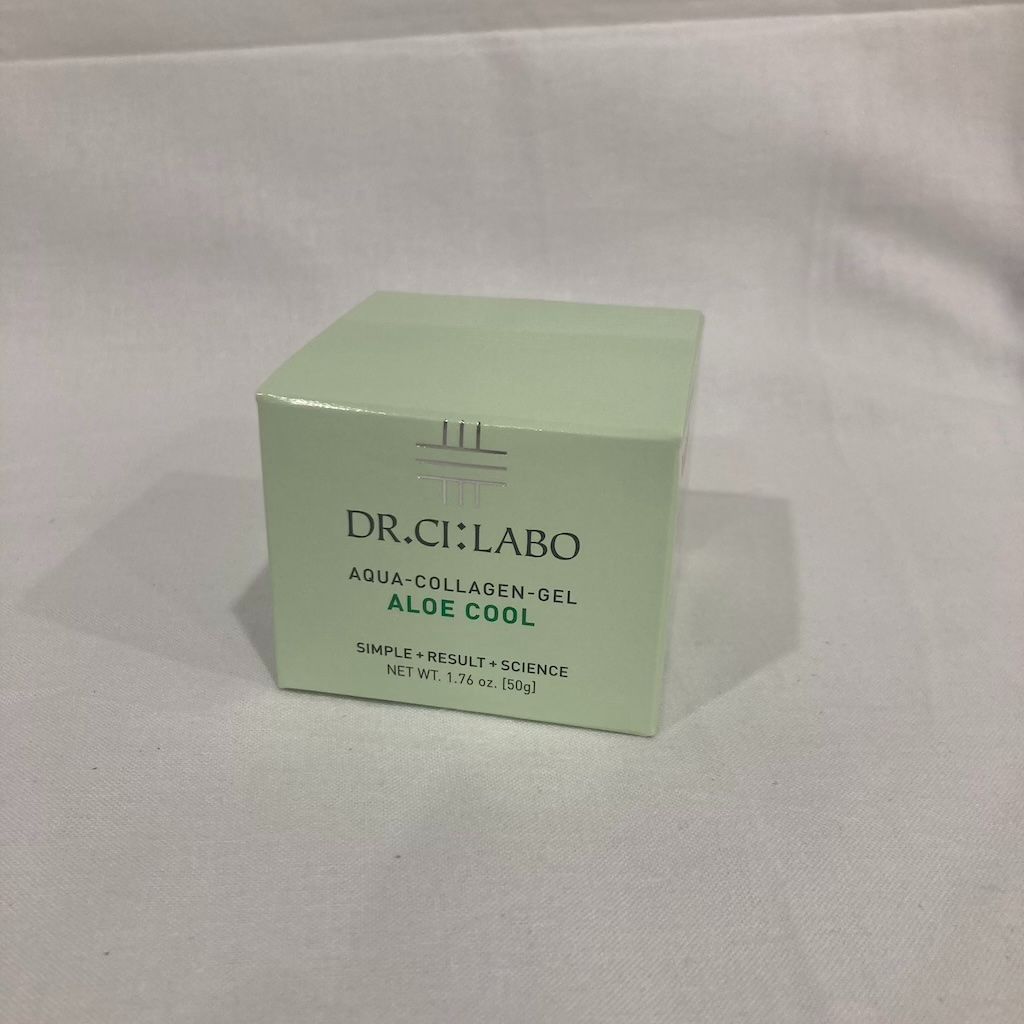 DR.CI:LABO
AQUA-COLLAGEN-GEL
ALOE COOL
SIMPLE + RESULT + SCIENCE
NET WT. 1.76 oz. [50g]